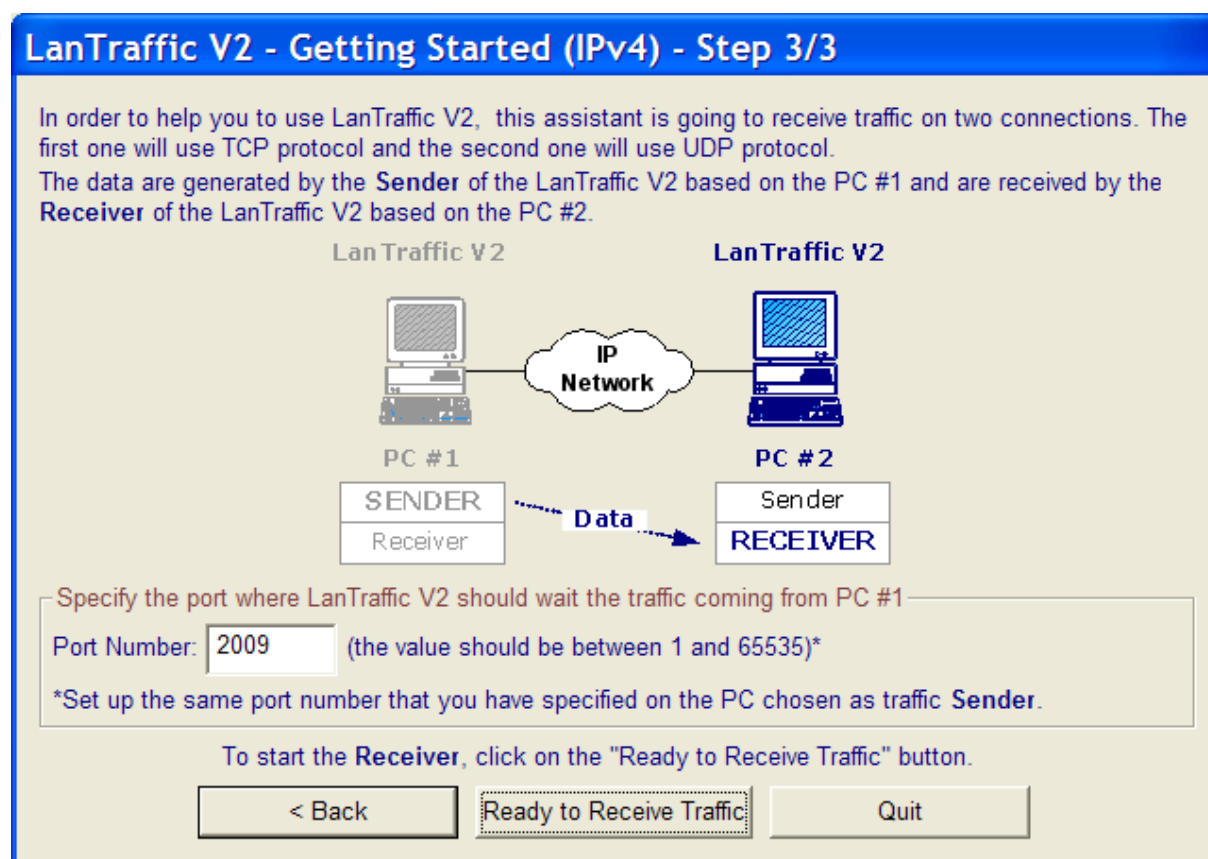 LanTraffic V2 - Getting Started (IPv4) - Step 3/3
In order to help you to use LanTraffic V2,  this assistant is going to receive traffic on two connections. The
first one will use TCP protocol and the second one will use UDP protocol.
The data are generated by the Sender of the LanTraffic V2 based on the PC #1 and are received by the
Receiver of the LanTraffic V2 based on the PC #2.
LanTraffic V2
LanTraffic V2
IP
Network
PC #1
PC #2
SENDER
Receiver
Data
Sender
RECEIVER
Specify the port where LanTraffic V2 should wait the traffic coming from PC #1
Port Number: 2009 (the value should be between 1 and 65535)*
*Set up the same port number that you have specified on the PC chosen as traffic Sender.
To start the Receiver, click on the "Ready to Receive Traffic" button.
< Back
Ready to Receive Traffic
Quit